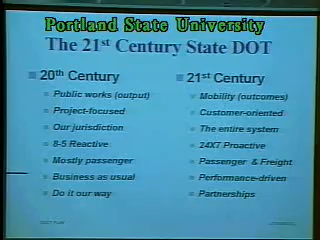 Portland State University
The 21st Century State DOT
20th Century
Public works (output)
Project-focused
Our jurisdiction
8-5 Reactive
Mostly passenger
Business as usual
Do it our way
21st Century
Mobility (outcomes)
Customer-oriented
The entire system
24X7 Proactive
Passenger & Freight
Performance-driven
Partnerships